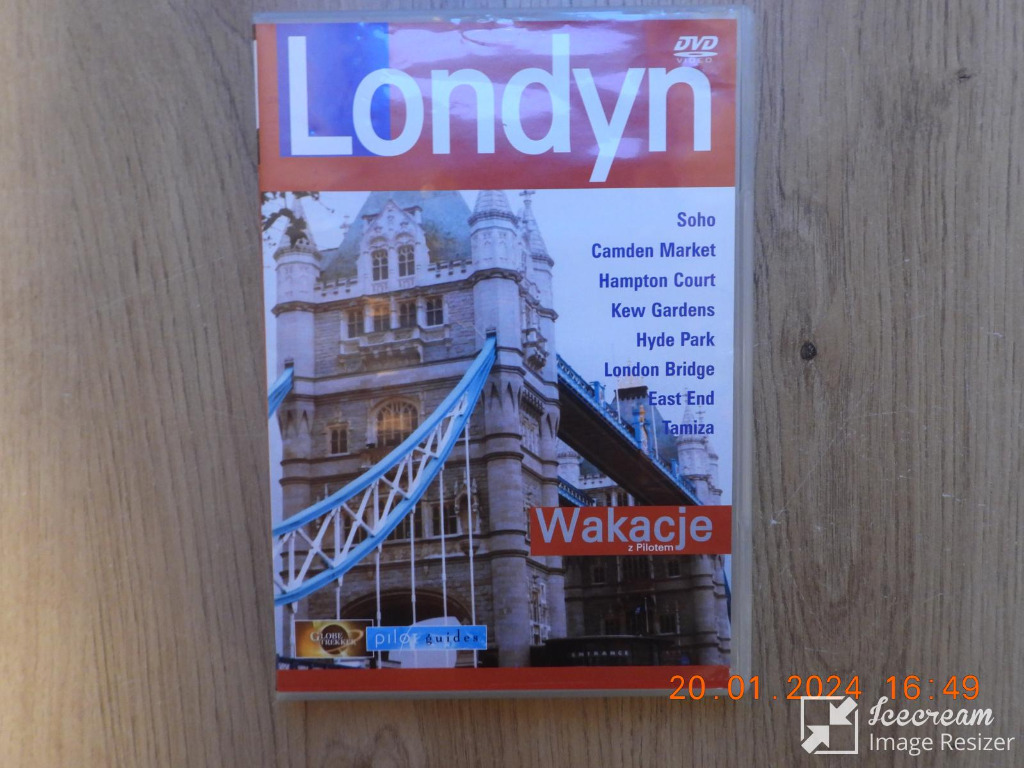 Londyn
DVD
VIDEO
Soho
Camden Market
Hampton Court
Kew Gardens
Hyde Park
London Bridge
East End
Tamiza
Wakacje
z Pilotem
GLOBE
TREKKER
pilot guides
ENTRANCE
20.01.2024 16:49
Icecream
Image Resizer